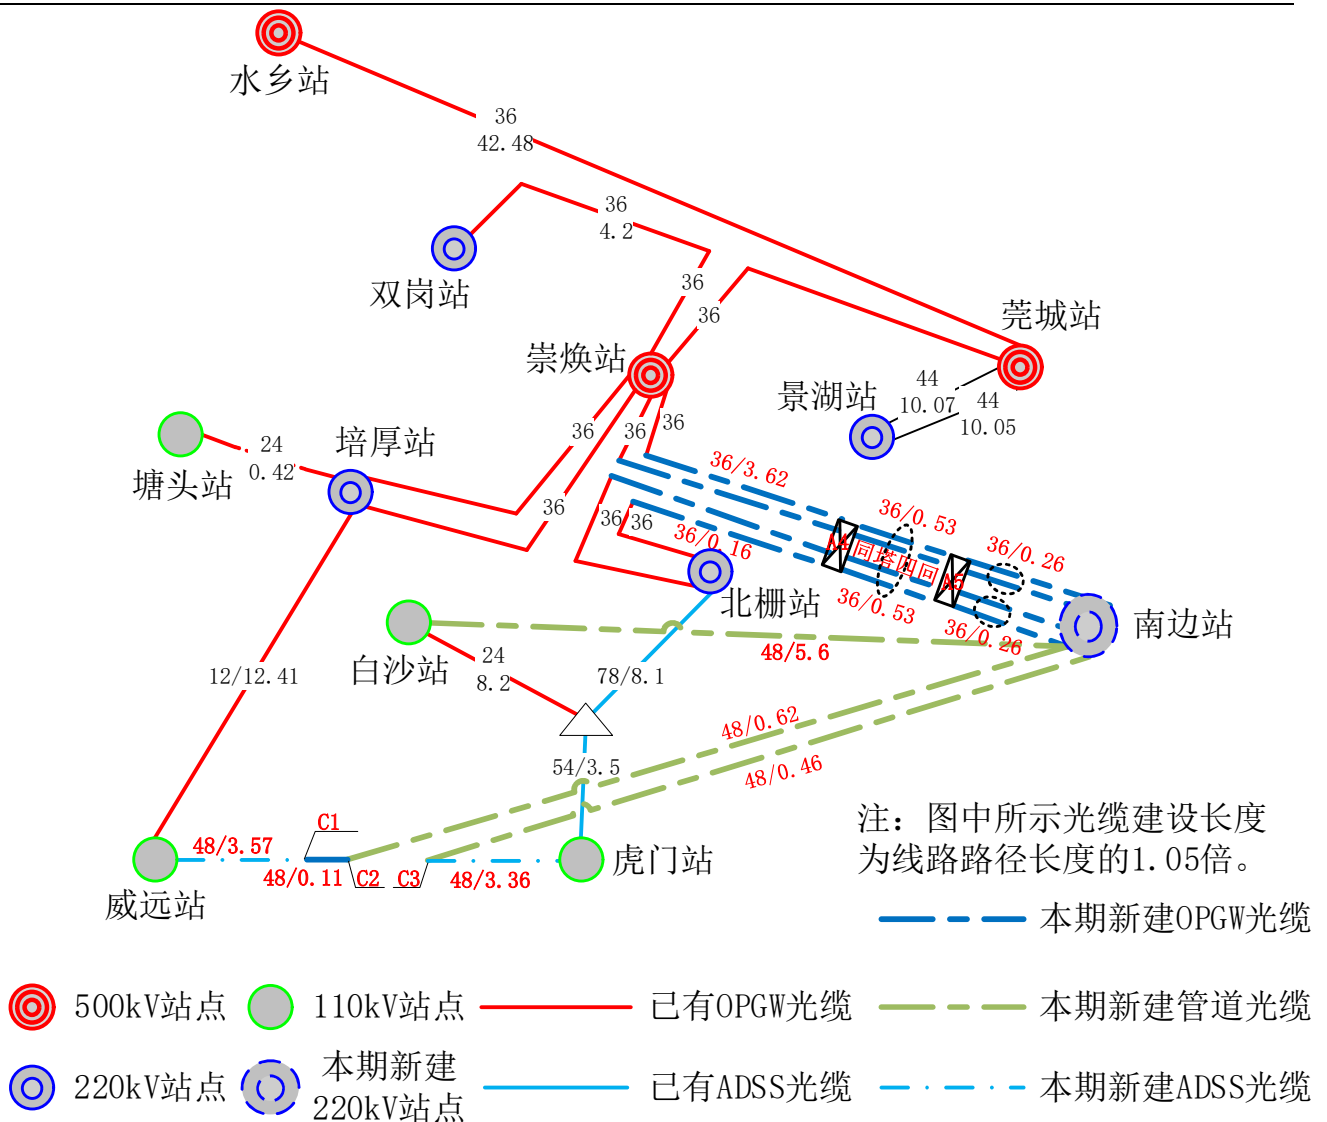 水乡站
36
42.48
36
4.2
双岗站
36
36
莞城站
崇焕站
44
10.07
44
10.05
景湖站
36
36
36
24
0.42
塘头站
培厚站
36
36
36
36/3.62
36/0.53
36/0.26
36/0.16
A4
同塔四回
A5
36/0.53
36/0.26
北栅站
南边站
白沙站
24
8.2
48/5.6
12/12.41
78/8.1
48/0.62
48/0.46
54/3.5
C1
48/3.57
48/0.11
C2
C3
48/3.36
威远站
虎门站
注：图中所示光缆建设长度
为线路路径长度的1.05倍。
本期新建OPGW光缆
500kV站点
110kV站点
已有OPGW光缆
本期新建管道光缆
220kV站点
本期新建
220kV站点
已有ADSS光缆
本期新建ADSS光缆